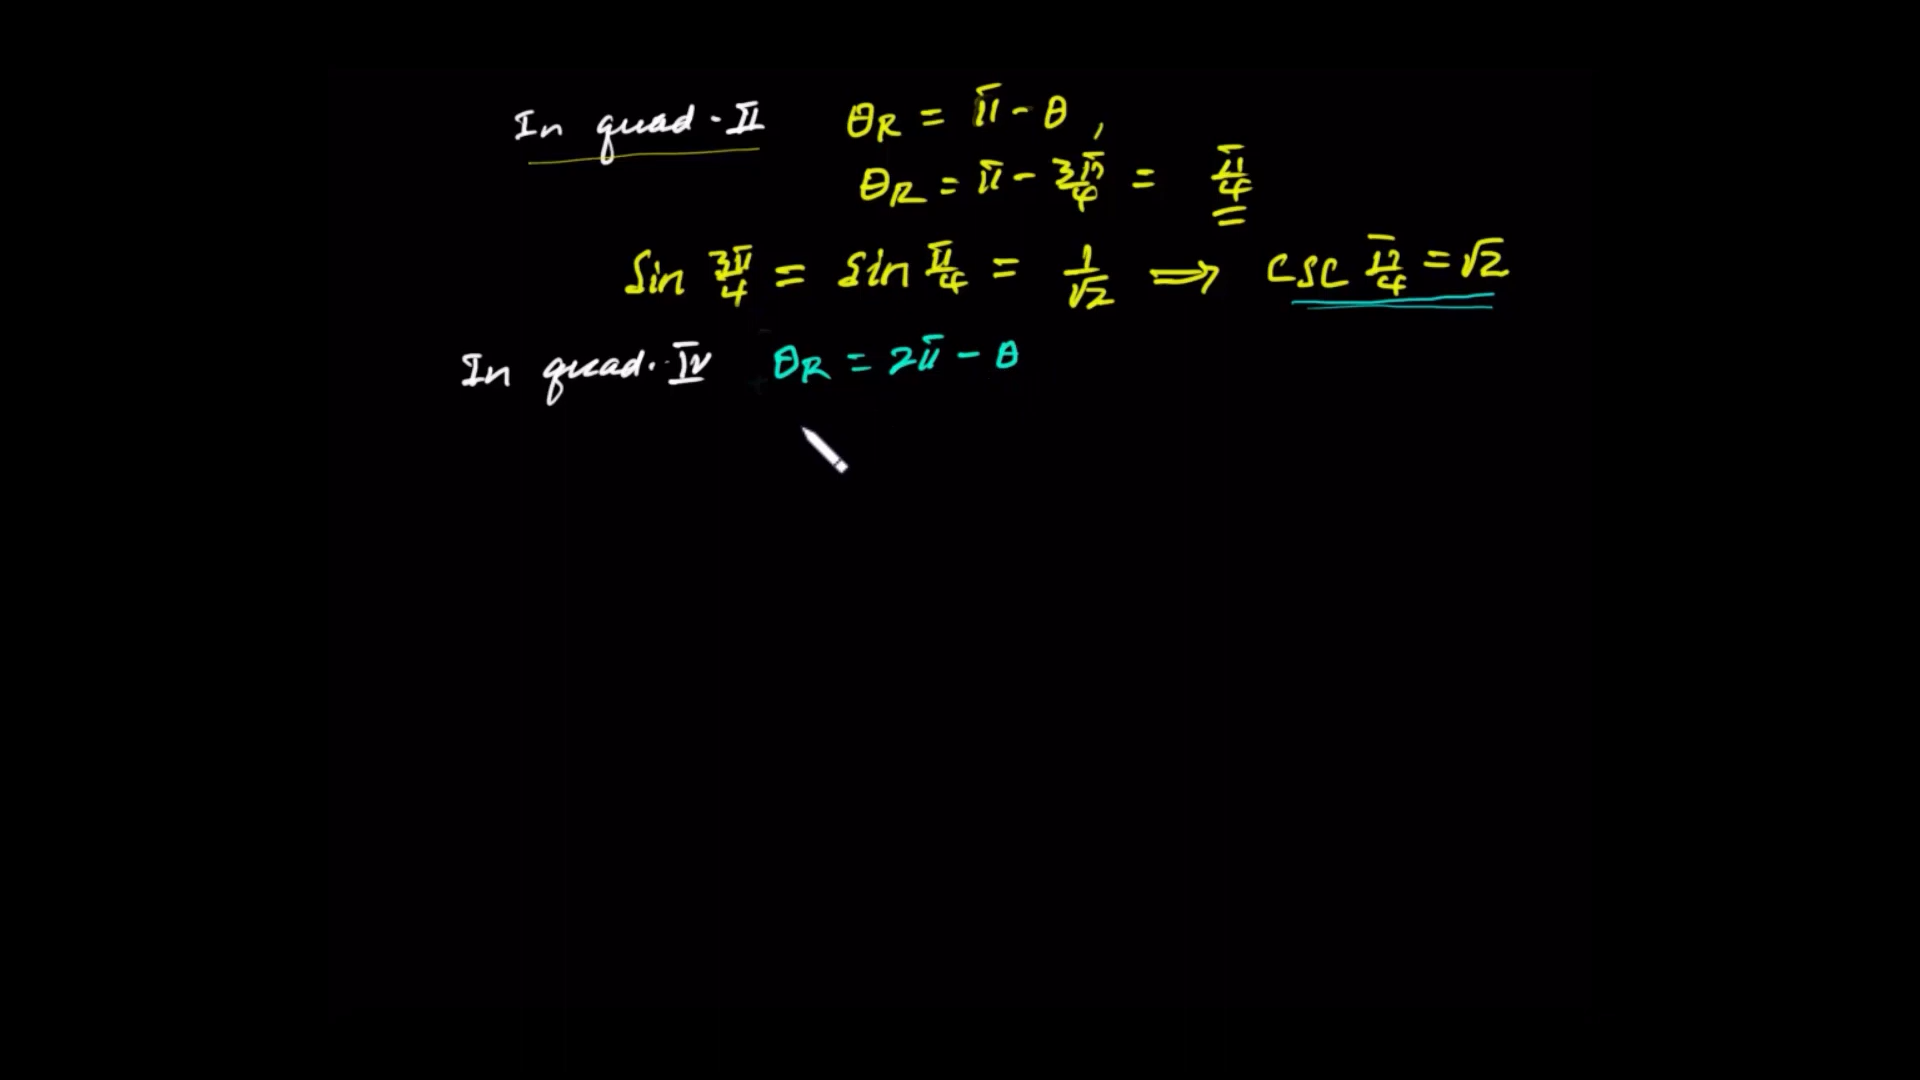 In quad. II θR = π - θ,
θR = π - 3π/4 = π/4
Sin 3π/4 = Sin π/4 = 1/√2 ⟹ csc π/4 = √2
In quad. IV θR = 2π - θ